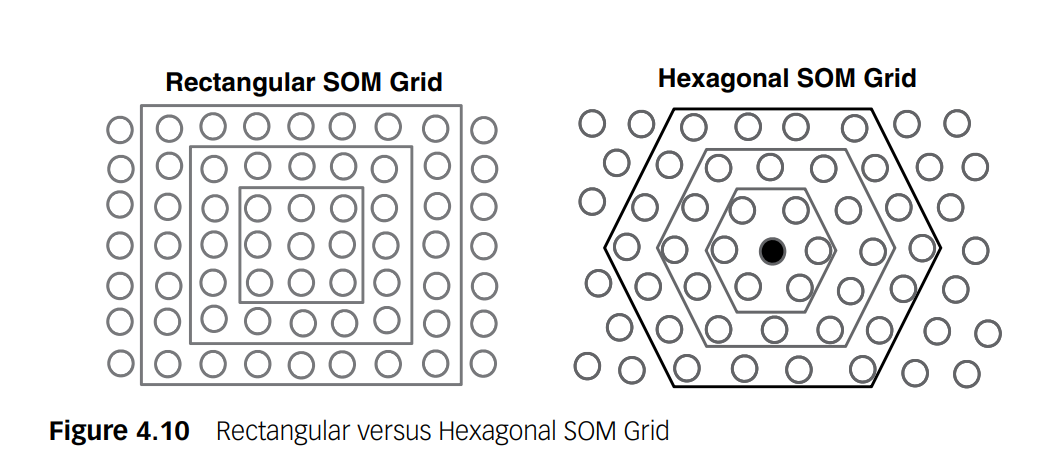 Rectangular SOM Grid
Hexagonal SOM Grid
Figure 4.10 Rectangular versus Hexagonal SOM Grid